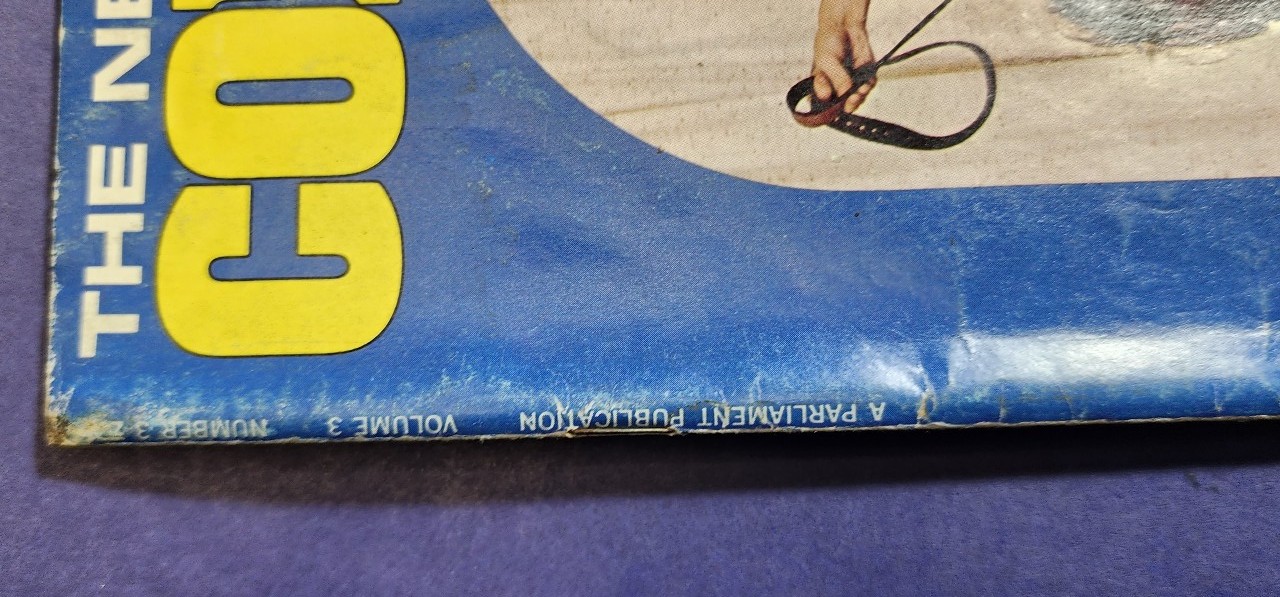 THE NE
CO
A PARLIAMENT PUBLICATION VOLUME 3 NUMBER 3